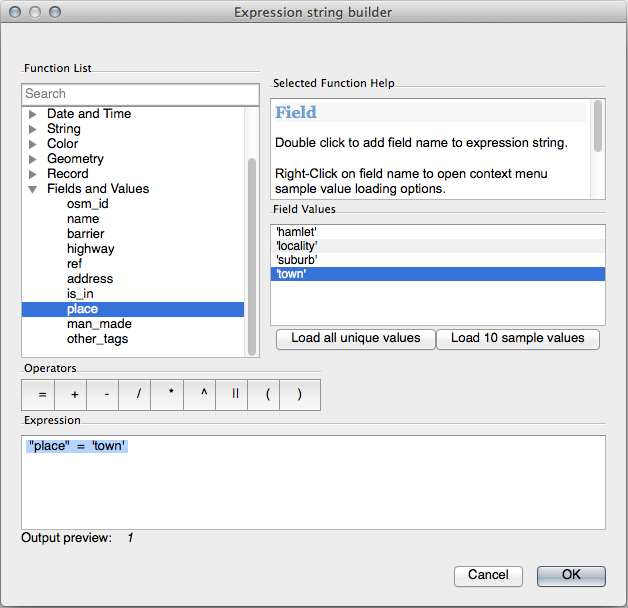 Expression string builder
Function List
Search
Date and Time
String
Color
Geometry
Record
Fields and Values
osm_id
name
barrier
highway
ref
address
is_in
place
man_made
other_tags
Selected Function Help
Field
Double click to add field name to expression string.
Right-Click on field name to open context menu
sample value loading options.
Field Values
'hamlet'
'locality'
'suburb'
'town'
Load all unique values Load 10 sample values
Operators
= + - / * ^ || ( )
Expression
"place" = 'town'
Output preview: 1
Cancel OK